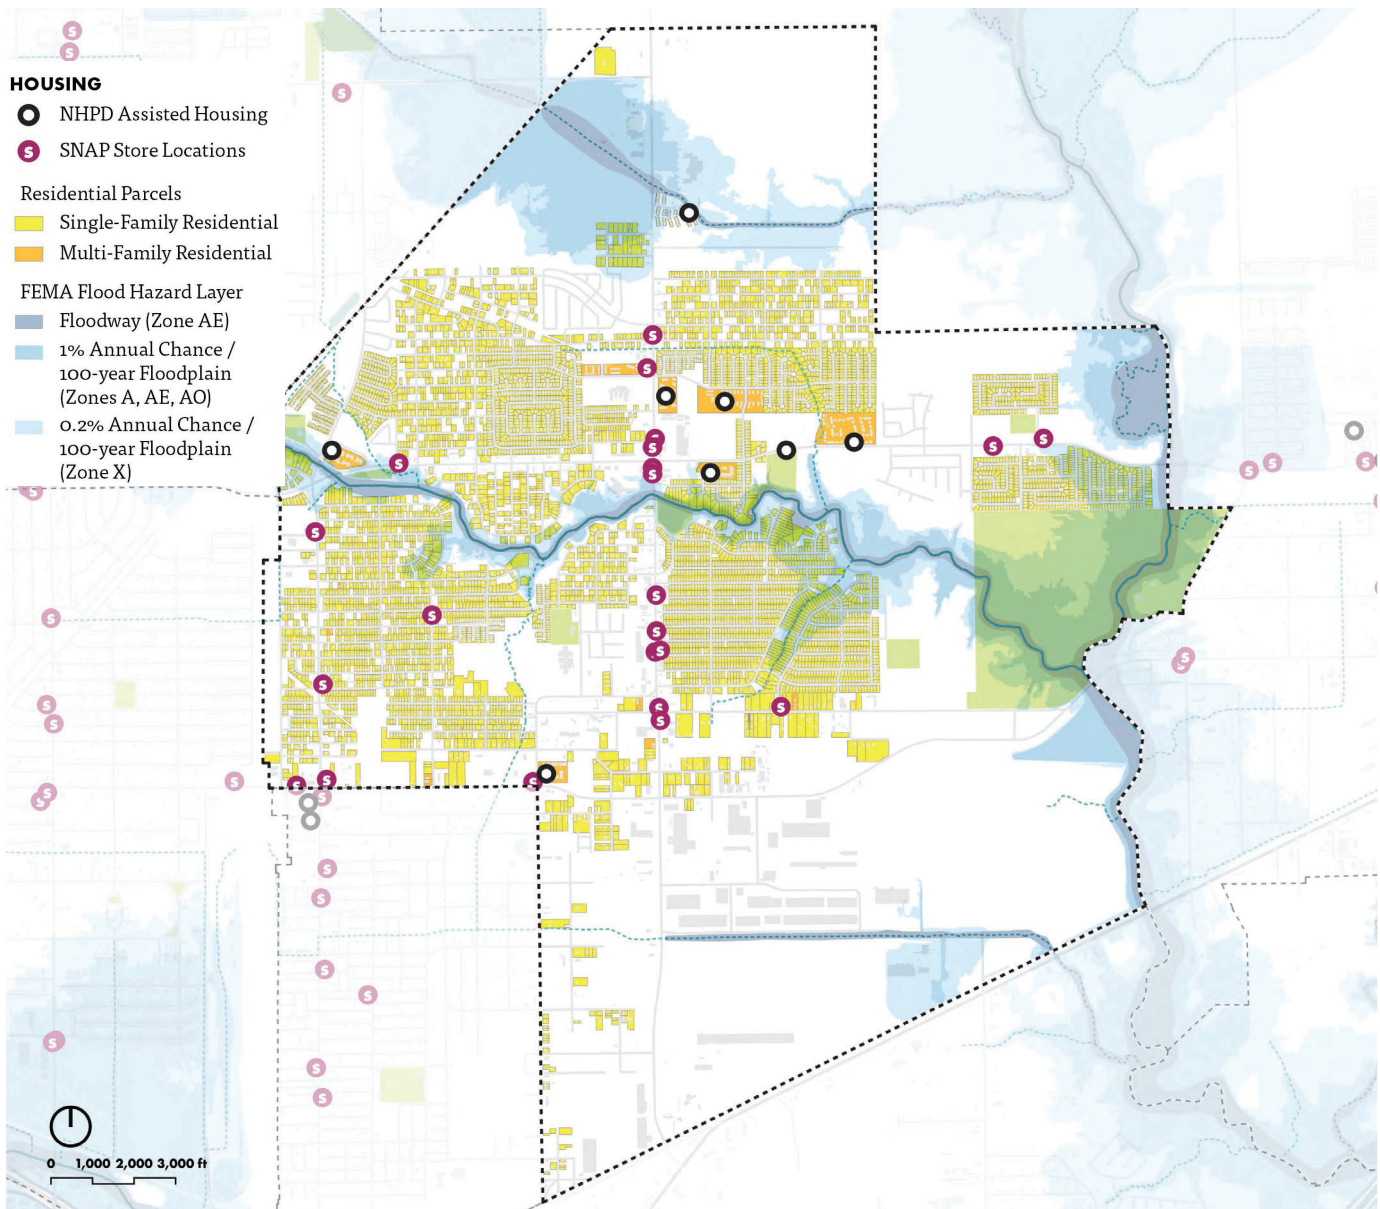 HOUSING
NHPD Assisted Housing
SNAP Store Locations
Residential Parcels
Single-Family Residential
Multi-Family Residential
FEMA Flood Hazard Layer
Floodway (Zone AE)
1% Annual Chance /
100-year Floodplain
(Zones A, AE, AO)
0.2% Annual Chance /
100-year Floodplain
(Zone X)
0 1,000 2,000 3,000 ft